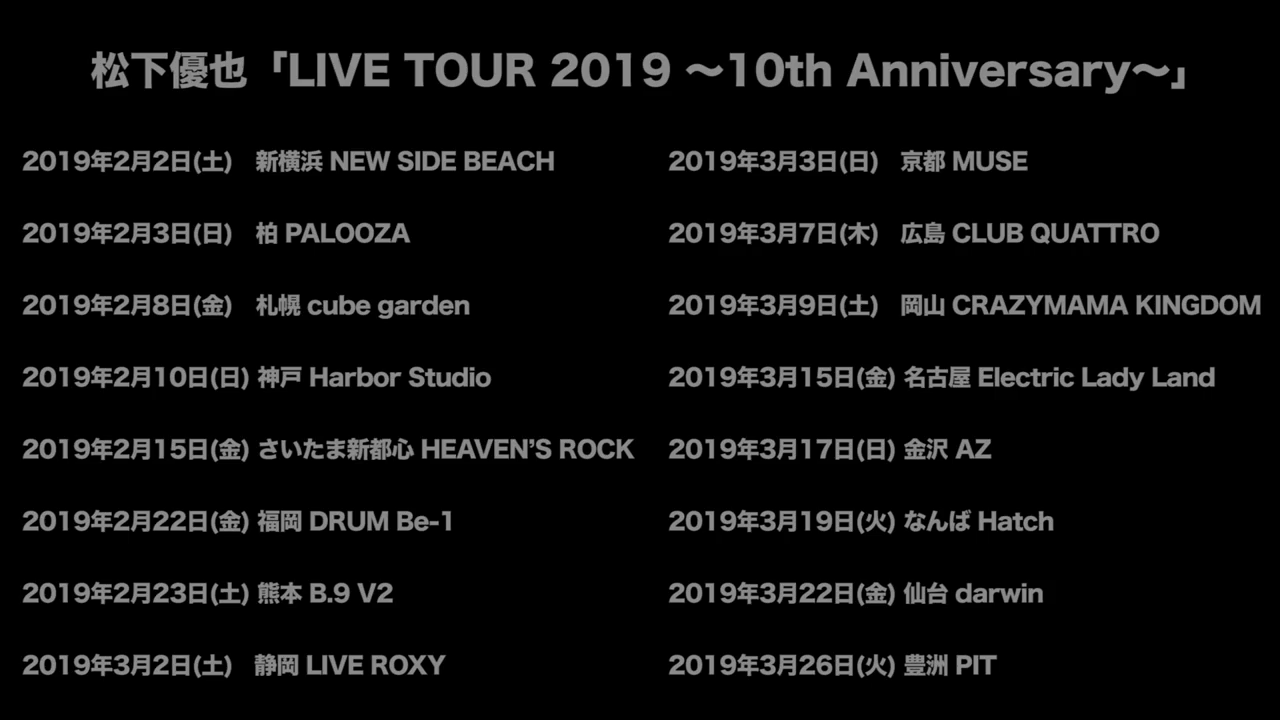 松下優也「LIVE TOUR 2019 〜10th Anniversary〜」
2019年2月2日(土)　新横浜 NEW SIDE BEACH
2019年2月3日(日)　柏 PALOOZA
2019年2月8日(金)　札幌 cube garden
2019年2月10日(日) 神戸 Harbor Studio
2019年2月15日(金) さいたま新都心 HEAVEN’S ROCK
2019年2月22日(金) 福岡 DRUM Be-1
2019年2月23日(土) 熊本 B.9 V2
2019年3月2日(土)　静岡 LIVE ROXY
2019年3月3日(日)　京都 MUSE
2019年3月7日(木)　広島 CLUB QUATTRO
2019年3月9日(土)　岡山 CRAZYMAMA KINGDOM
2019年3月15日(金) 名古屋 Electric Lady Land
2019年3月17日(日) 金沢 AZ
2019年3月19日(火) なんば Hatch
2019年3月22日(金) 仙台 darwin
2019年3月26日(火) 豊洲 PIT